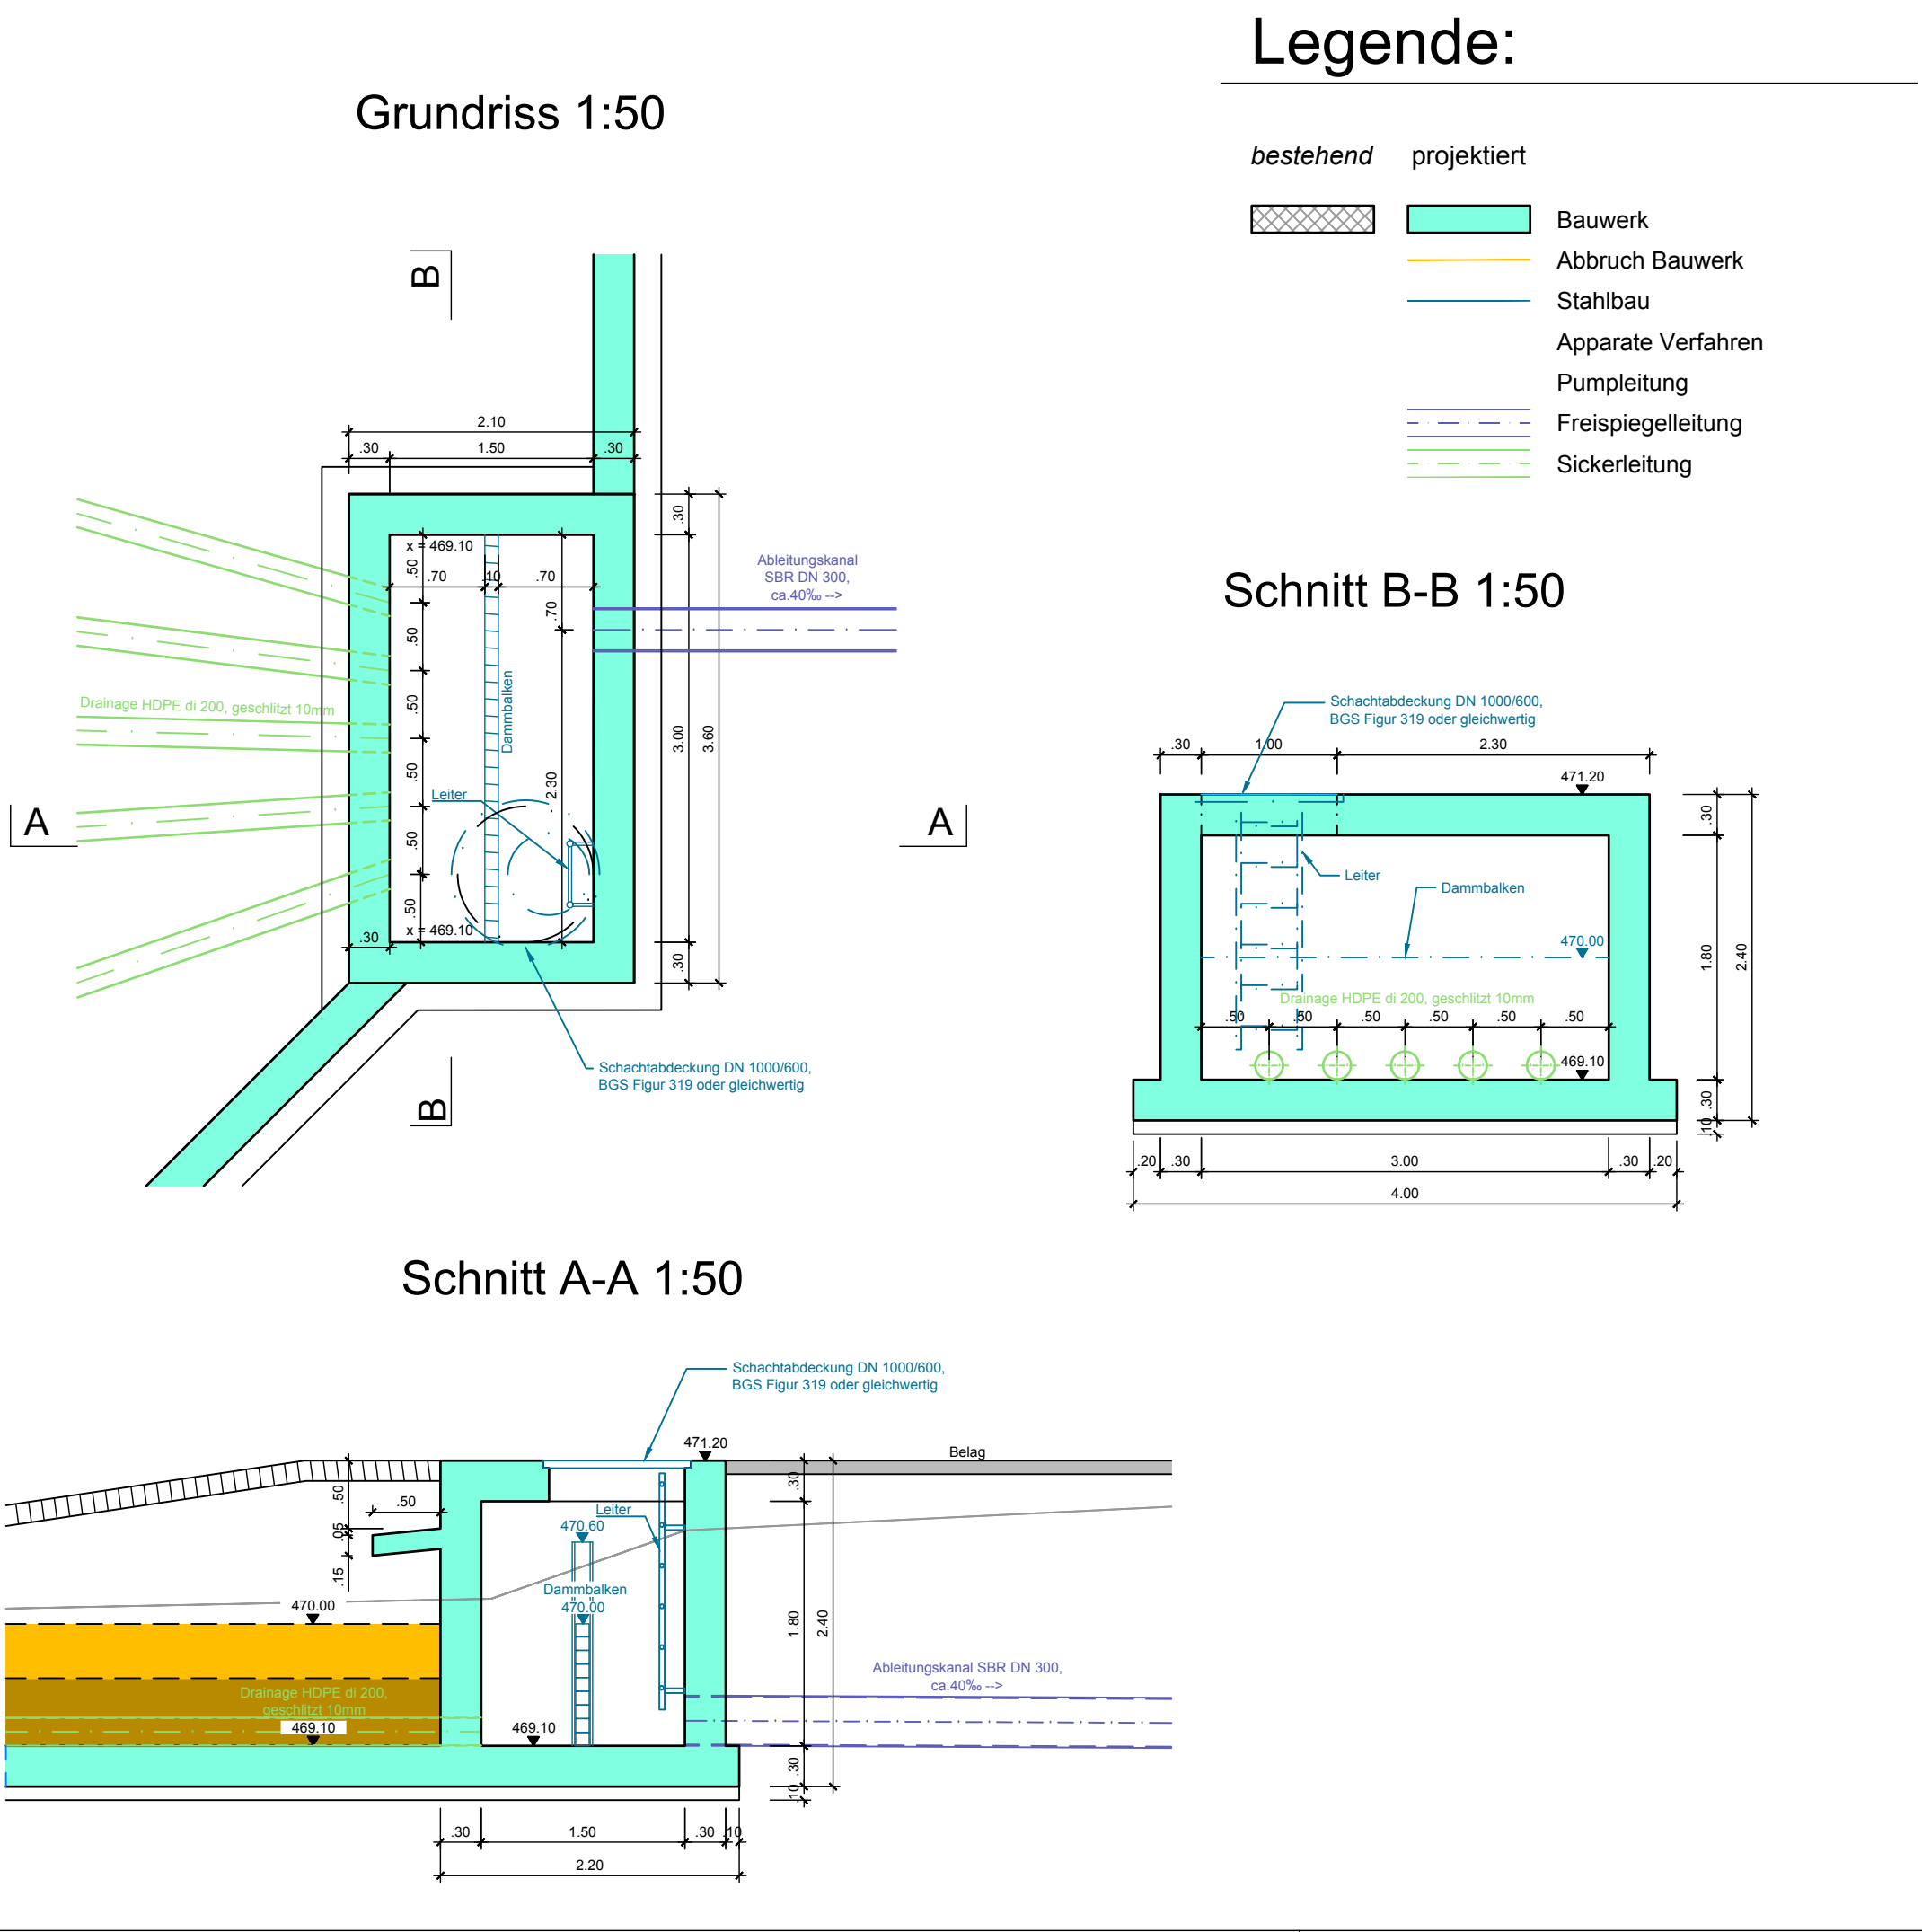 Legende:
bestehend projektiert
Bauwerk
Abbruch Bauwerk
Stahlbau
Apparate Verfahren
Pumpleitung
Freispiegelleitung
Sickerleitung
Grundriss 1:50
B
2.10
.30 1.50 .30
.30
x = 469.10
.50
.70 .10 .70
.70
Ableitungskanal
SBR DN 300,
ca.40‰ -->
.50
Dammbalken
Drainage HDPE di 200, geschlitzt 10mm
.50
3.00
3.60
.50
2.30
Leiter
A
A
.50
.50
x = 469.10
.30
.30
Schachtabdeckung DN 1000/600,
BGS Figur 319 oder gleichwertig
B
Schnitt B-B 1:50
Schachtabdeckung DN 1000/600,
BGS Figur 319 oder gleichwertig
.30 1.00 2.30
471.20
.30
Leiter
Dammbalken
470.00
1.80
2.40
Drainage HDPE di 200, geschlitzt 10mm
.50 .50 .50 .50 .50 .50
469.10
.30
.10
.20 .30 3.00 .30 .20
4.00
Schnitt A-A 1:50
Schachtabdeckung DN 1000/600,
BGS Figur 319 oder gleichwertig
471.20
Belag
.50
.50
.30
Leiter
.05
470.60
.15
Dammbalken
470.00
470.00
1.80
2.40
Ableitungskanal SBR DN 300,
ca.40‰ -->
Drainage HDPE di 200,
geschlitzt 10mm
469.10
469.10
.30
.10
.30 1.50 .30 .10
2.20